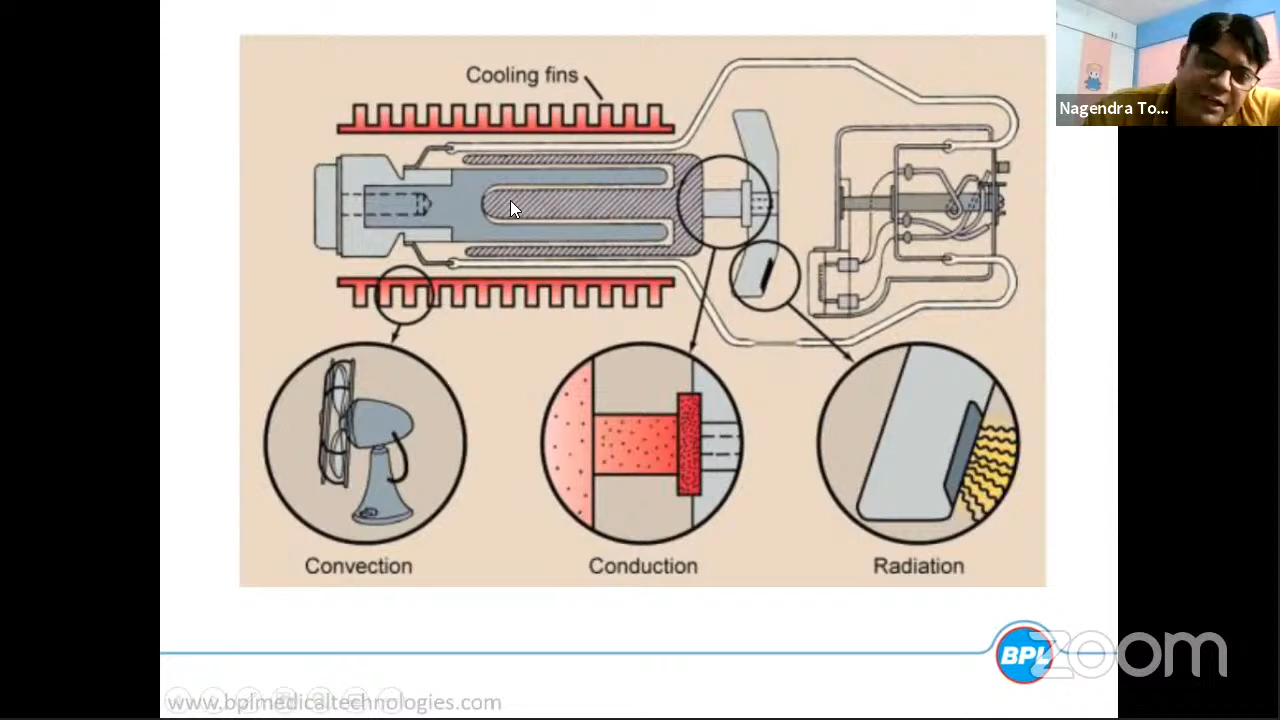 Cooling fins
Nagendra To...
Convection
Conduction
Radiation
BPL
zoom
www.bplmedicaltechnologies.com